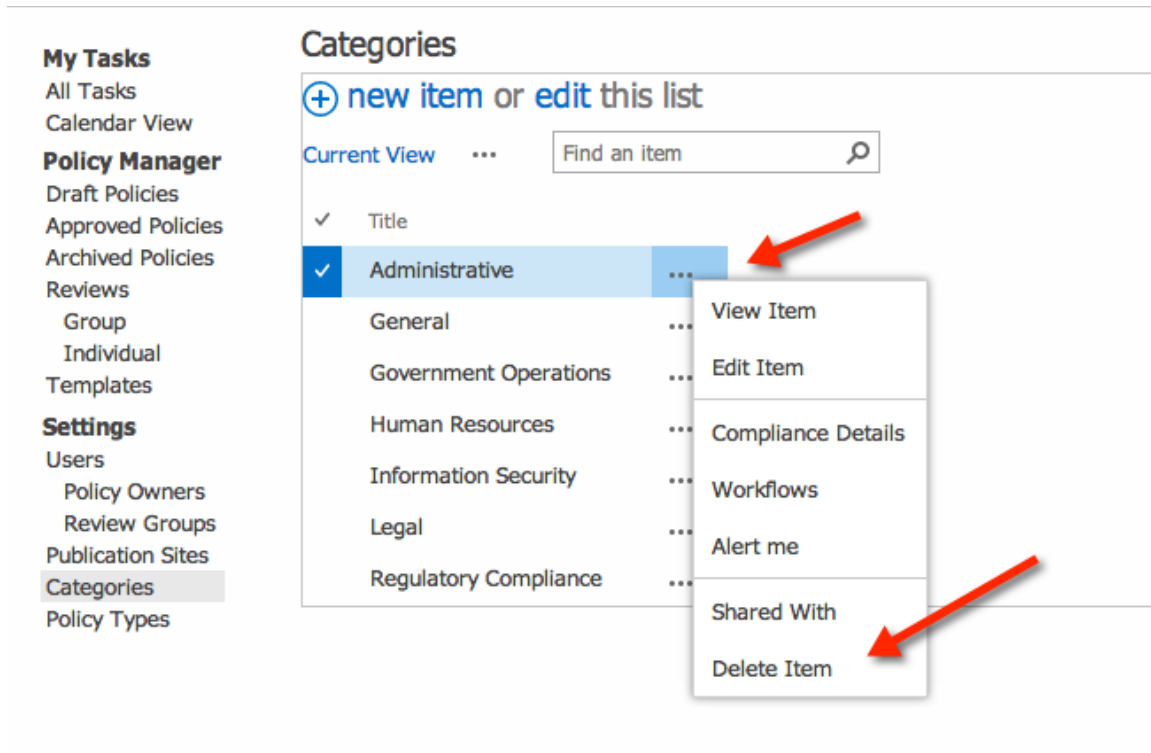 My Tasks
All Tasks
Calendar View
Policy Manager
Draft Policies
Approved Policies
Archived Policies
Reviews
Group
Individual
Templates
Settings
Users
Policy Owners
Review Groups
Publication Sites
Categories
Policy Types
Categories
new item or edit this list
Current View ... Find an item
Title
Administrative ...
General ...
Government Operations ...
Human Resources ...
Information Security ...
Legal ...
Regulatory Compliance ...
View Item
Edit Item
Compliance Details
Workflows
Alert me
Shared With
Delete Item